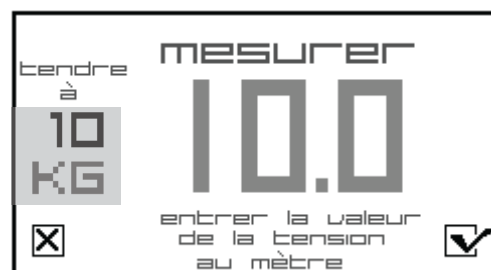 mesurer
tendre
à
10
KG
10.0
entrer la valeur
de la tension
au mètre